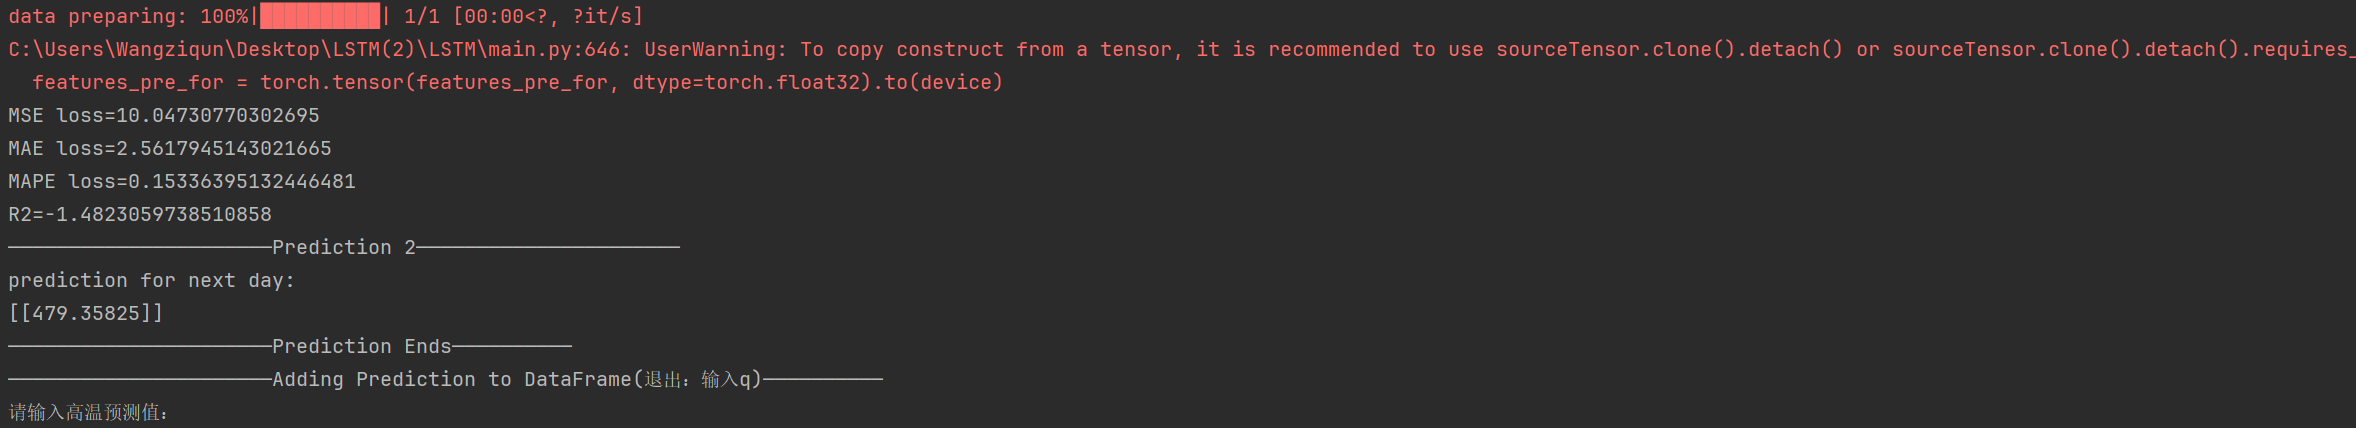 data preparing: 100%|██████████| 1/1 [00:00<?, ?it/s]
C:\Users\Wangziqun\Desktop\LSTM(2)\LSTM\main.py:646: UserWarning: To copy construct from a tensor, it is recommended to use sourceTensor.clone().detach() or sourceTensor.clone().detach().requires_
  features_pre_for = torch.tensor(features_pre_for, dtype=torch.float32).to(device)
MSE loss=10.04730770302695
MAE loss=2.5617945143021665
MAPE loss=0.15336395132446481
R2=-1.4823059738510858
——————————————————————Prediction 2——————————————————————
prediction for next day:
[[479.35825]]
——————————————————————Prediction Ends——————————
——————————————————————Adding Prediction to DataFrame(退出：输入q)——————————
请输入高温预测值：